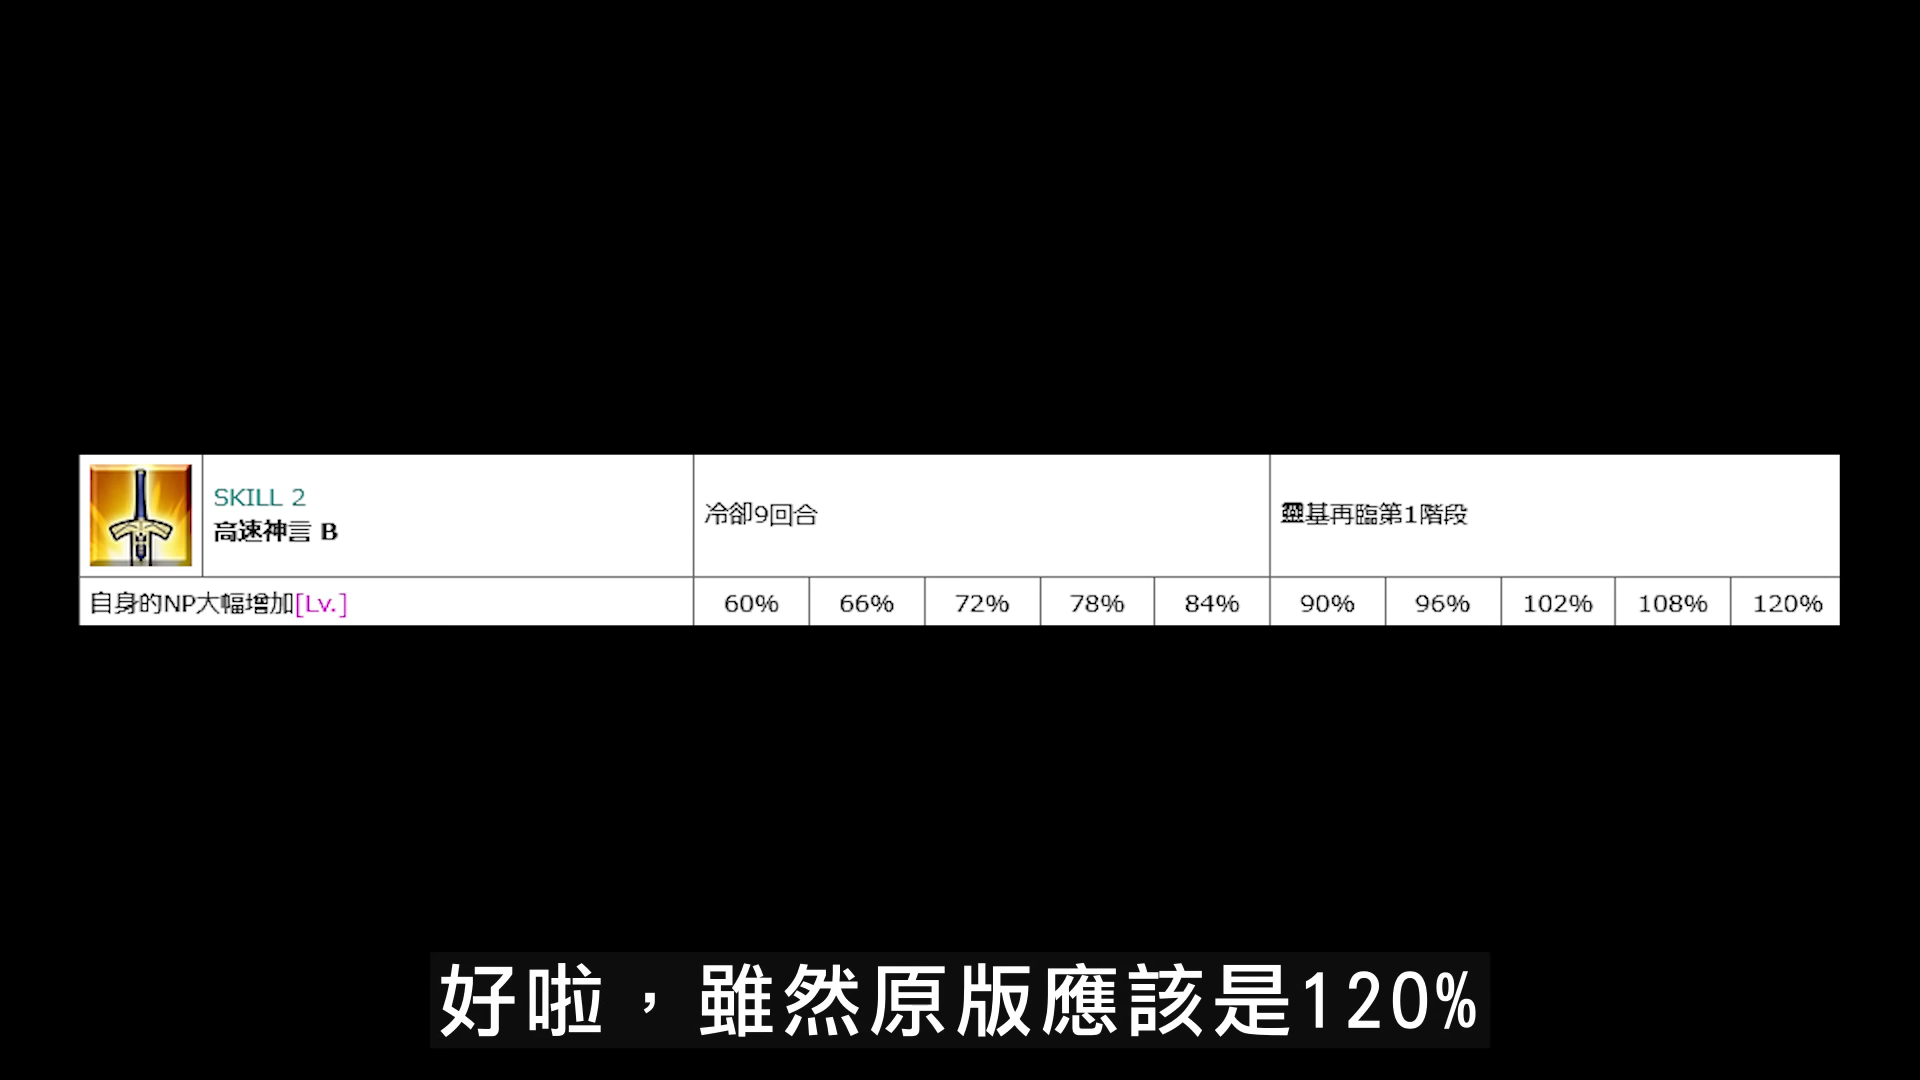 SKILL 2
高速神言 B
冷卻9回合
靈基再臨第1階段
自身的NP大幅增加[Lv.]
60% 66% 72% 78% 84% 90% 96% 102% 108% 120%
好啦，雖然原版應該是120%